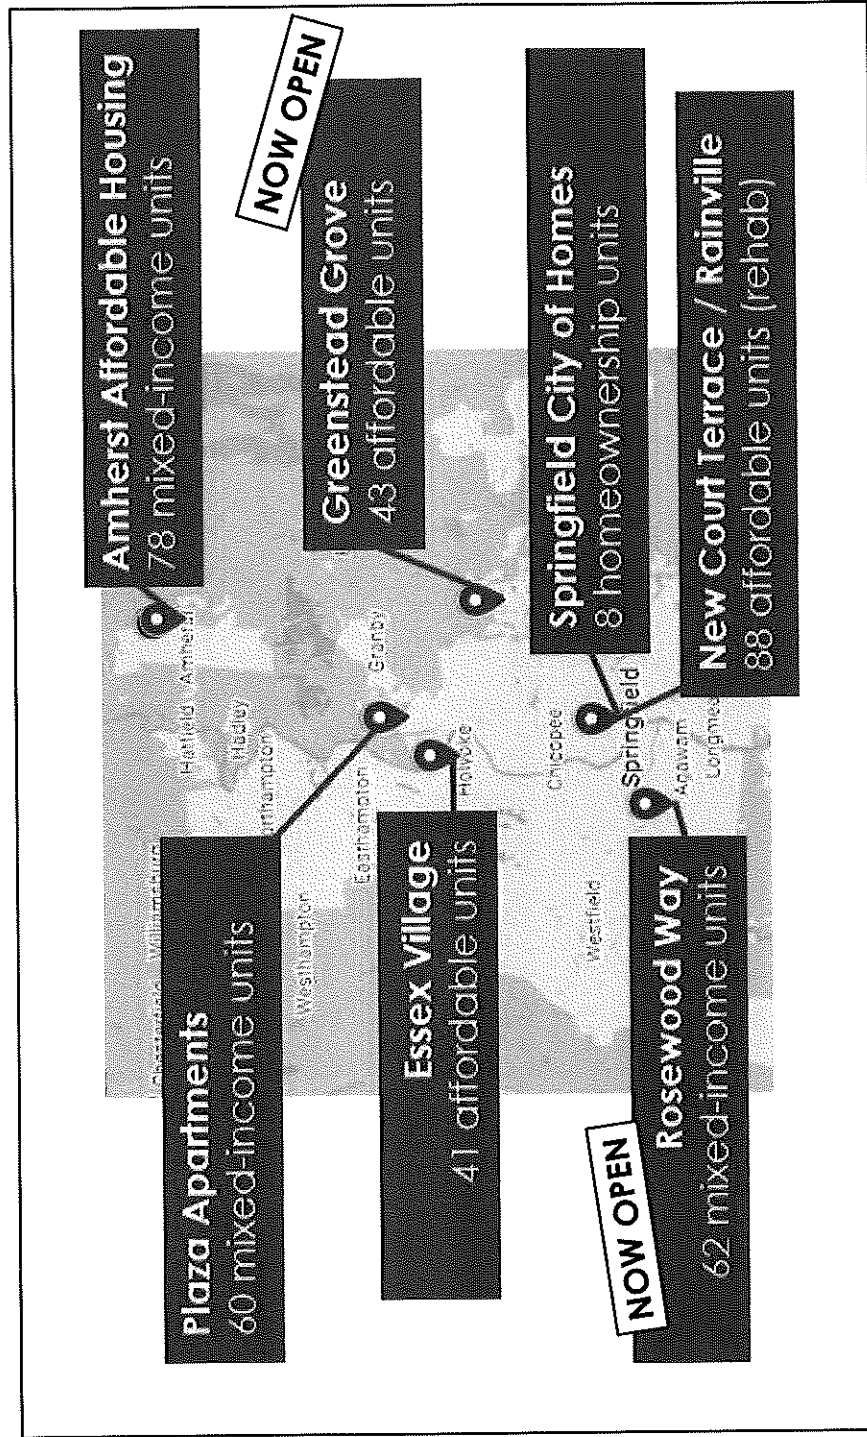 Amherst Affordable Housing
78 mixed-income units
Plaza Apartments
60 mixed-income units
NOW OPEN
Greenstead Grove
43 affordable units
Essex Village
41 affordable units
Springfield City of Homes
8 homeownership units
NOW OPEN
Rosewood Way
62 mixed-income units
New Court Terrace / Rainville
88 affordable units (rehab)
Williamsburg
Hatfield
Amherst
Hadley
Westhampton
Easthampton
Granby
Holyoke
Westfield
Chicopee
Springfield
Agawam